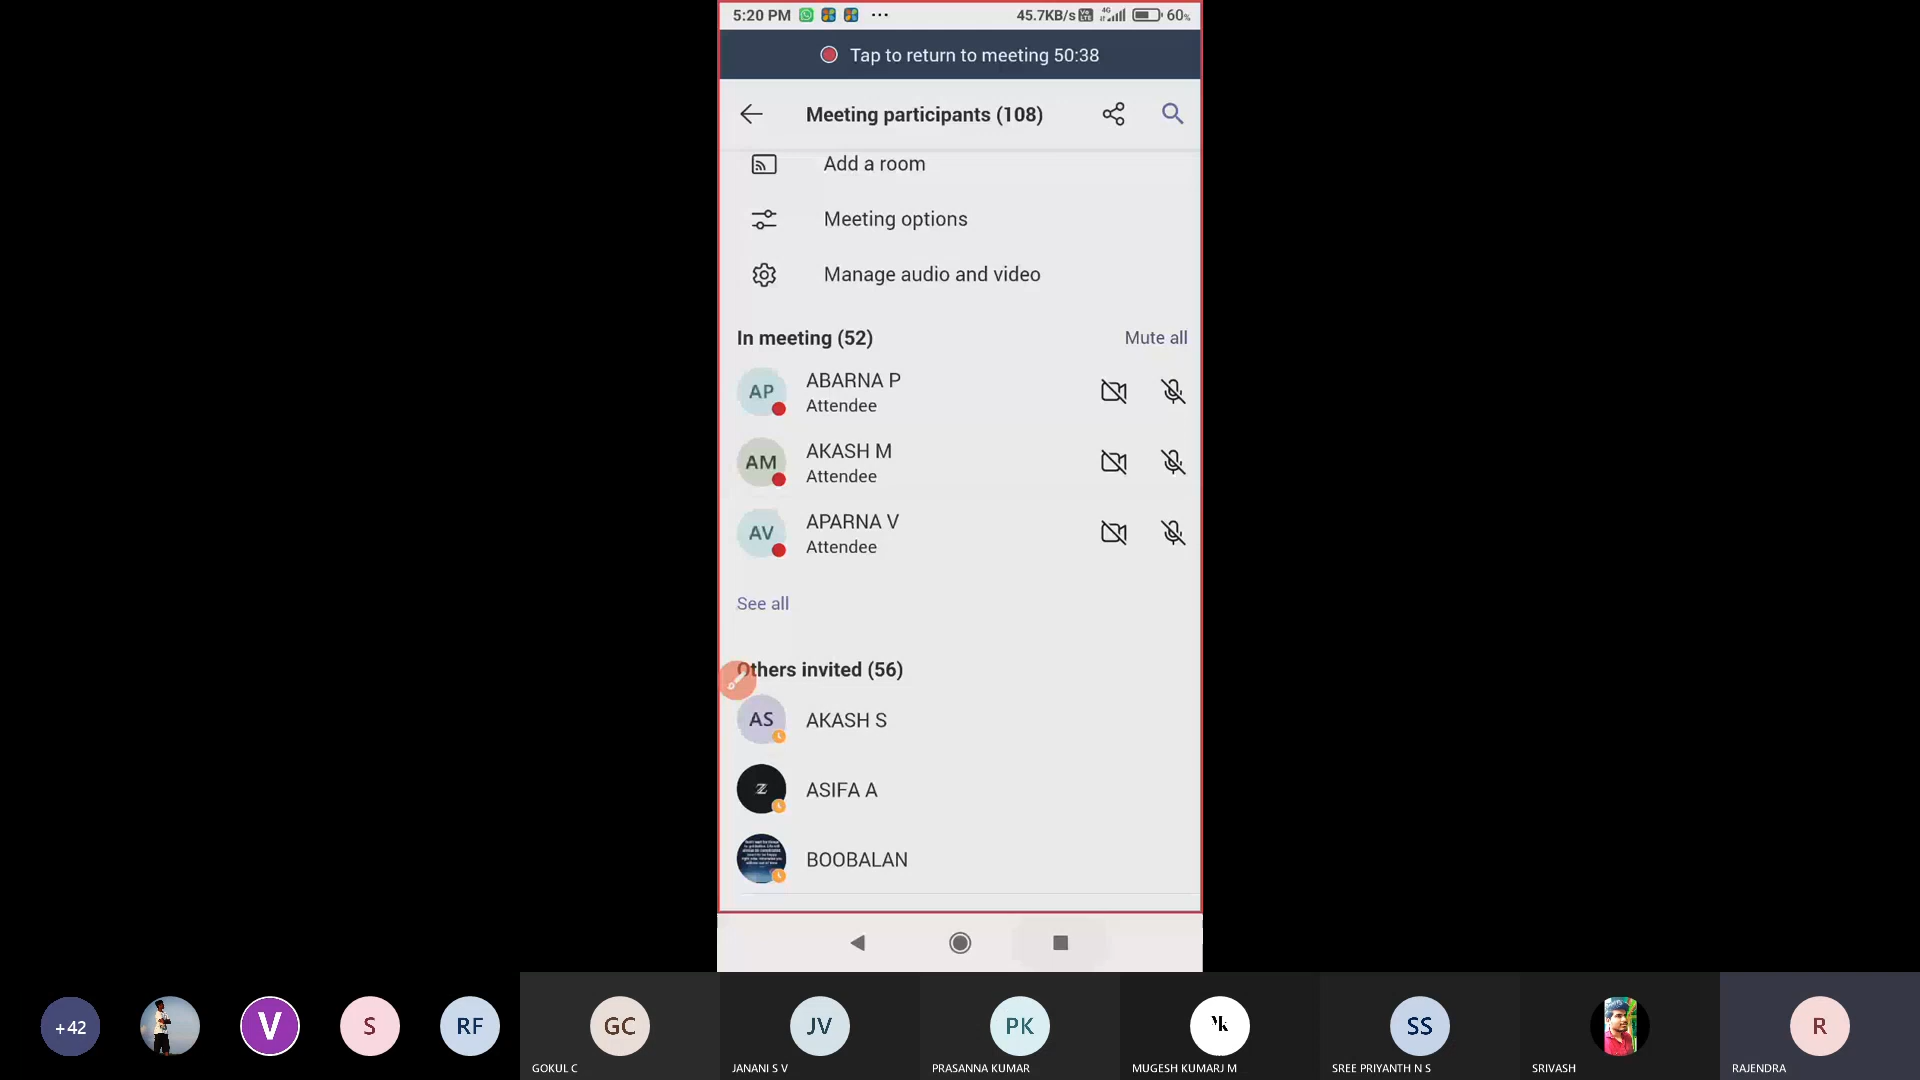 5:20 PM ... 45.7KB/s Vo LTE 4G 60%
Tap to return to meeting 50:38
Meeting participants (108)
Add a room
Meeting options
Manage audio and video
In meeting (52) Mute all
AP ABARNA P
Attendee
AM AKASH M
Attendee
AV APARNA V
Attendee
See all
Others invited (56)
AS AKASH S
Z ASIFA A
BOOBALAN
+42 V S RF GC JV PK SS R
GOKUL C JANANI S V PRASANNA KUMAR MUGESH KUMARJ M SREE PRIYANTH N S SRIVASH RAJENDRA